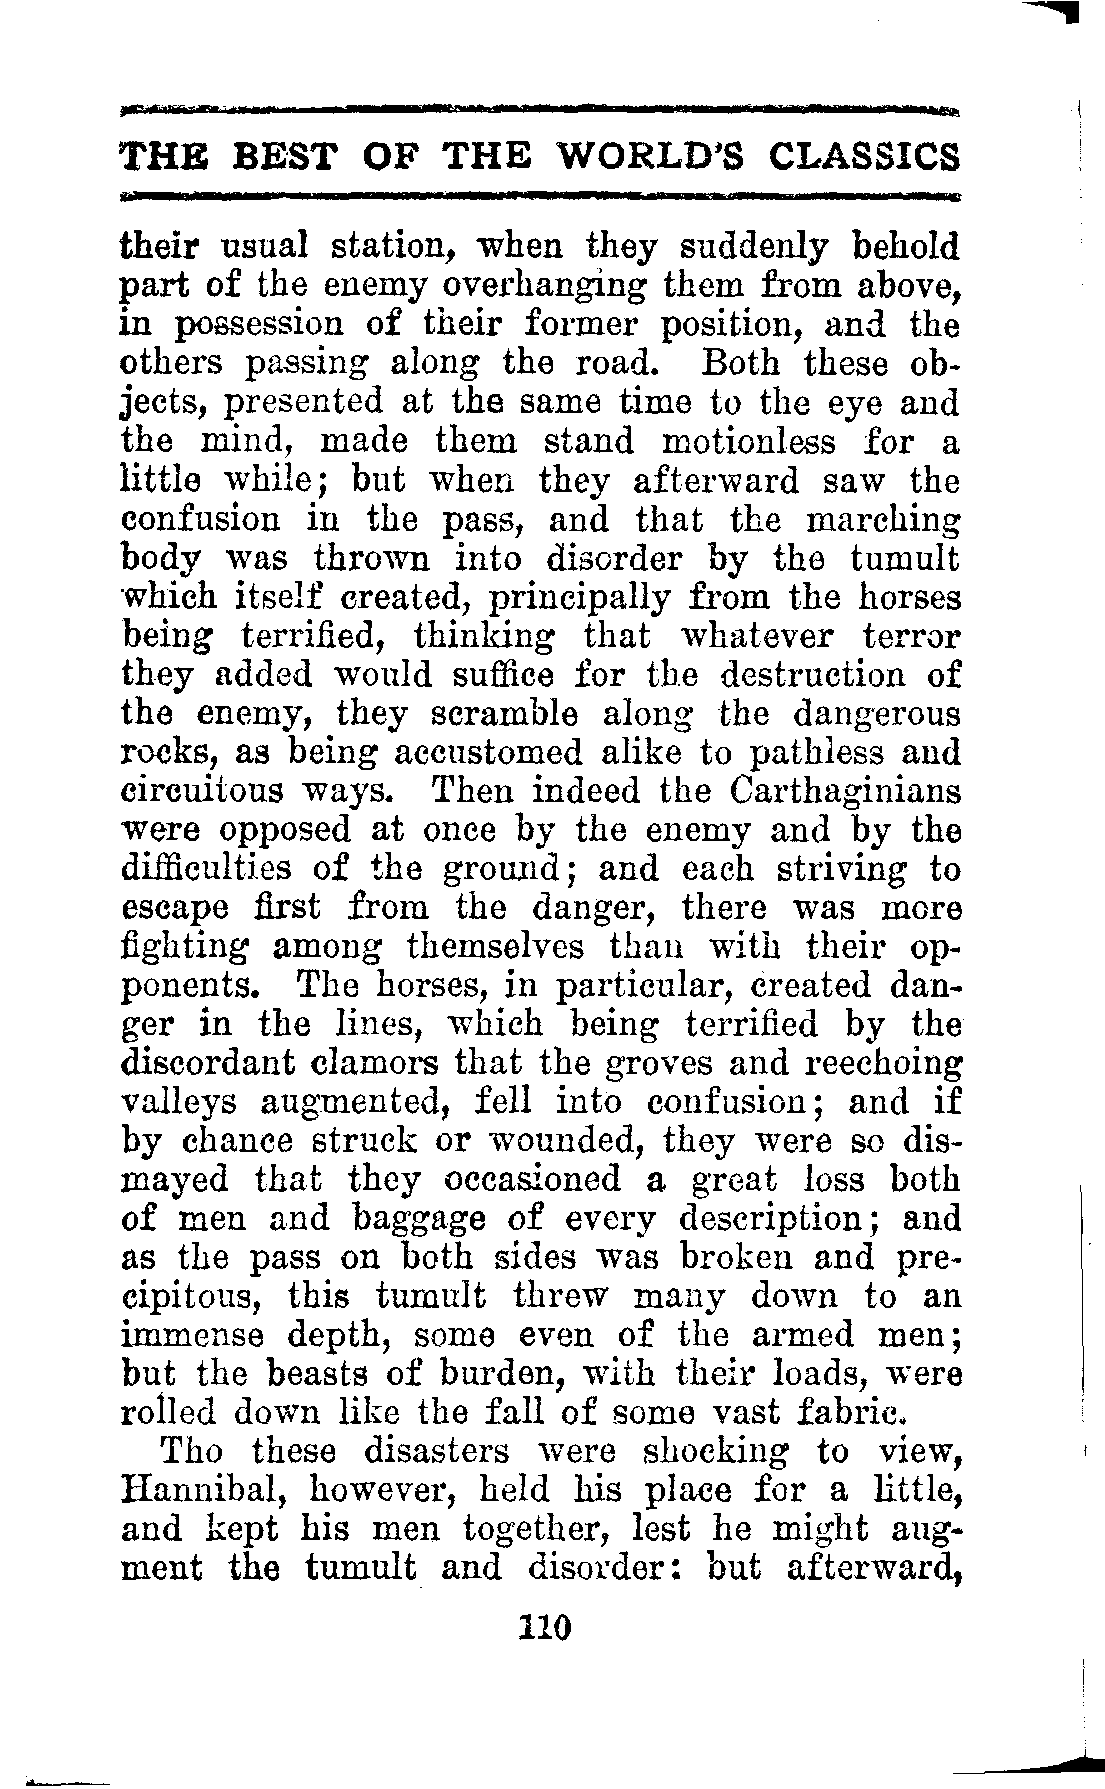 THE BEST OF THE WORLD'S CLASSICS
their usual station, when they suddenly behold
part of the enemy overhanging them from above,
in possession of their former position, and the
others passing along the road. Both these ob-
jects, presented at the same time to the eye and
the mind, made them stand motionless for a
little while; but when they afterward saw the
confusion in the pass, and that the marching
body was thrown into disorder by the tumult
which itself created, principally from the horses
being terrified, thinking that whatever terror
they added would suffice for the destruction of
the enemy, they scramble along the dangerous
rocks, as being accustomed alike to pathless and
circuitous ways. Then indeed the Carthaginians
were opposed at once by the enemy and by the
difficulties of the ground; and each striving to
escape first from the danger, there was more
fighting among themselves than with their op-
ponents. The horses, in particular, created dan-
ger in the lines, which being terrified by the
discordant clamors that the groves and reechoing
valleys augmented, fell into confusion; and if
by chance struck or wounded, they were so dis-
mayed that they occasioned a great loss both
of men and baggage of every description; and
as the pass on both sides was broken and pre-
cipitous, this tumult threw many down to an
immense depth, some even of the armed men;
but the beasts of burden, with their loads, were
rolled down like the fall of some vast fabric.
Tho these disasters were shocking to view,
Hannibal, however, held his place for a little,
and kept his men together, lest he might aug-
ment the tumult and disorder: but afterward,
110